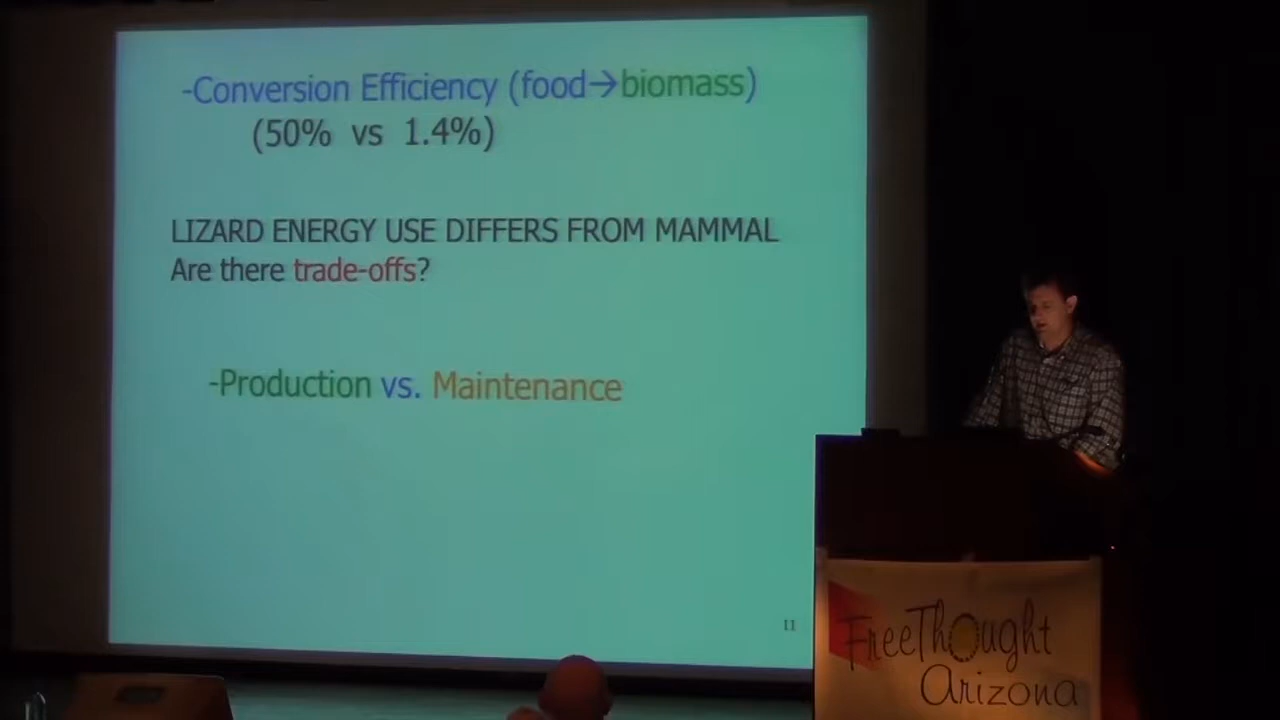 -Conversion Efficiency (food→biomass)
(50% vs 1.4%)
LIZARD ENERGY USE DIFFERS FROM MAMMAL
Are there trade-offs?
-Production vs. Maintenance
11
FreeThought
Arizona